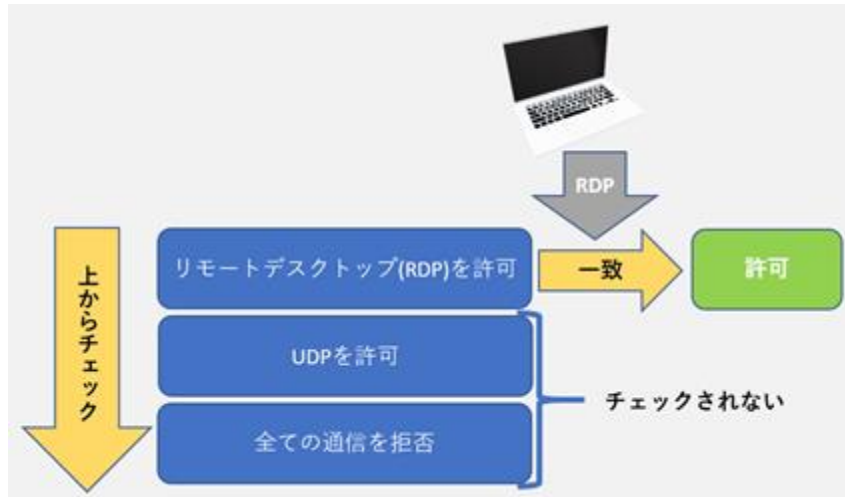 RDP
リモートデスクトップ(RDP)を許可
一致
許可
上からチェック
UDPを許可
チェックされない
全ての通信を拒否